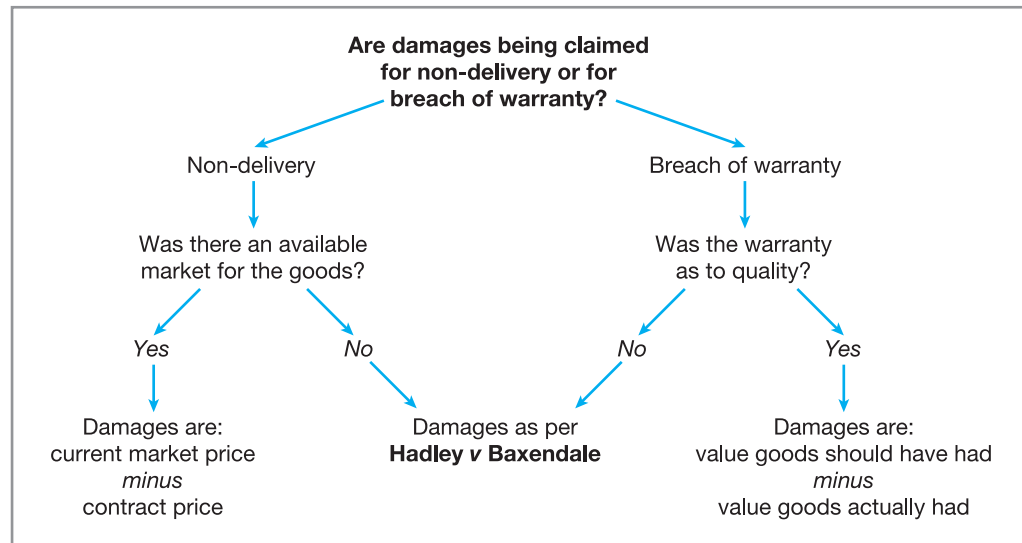 Are damages being claimed
for non-delivery or for
breach of warranty?
Non-delivery
Breach of warranty
Was there an available
market for the goods?
Was the warranty
as to quality?
Yes
No
No
Yes
Damages are:
current market price
minus
contract price
Damages as per
Hadley v Baxendale
Damages are:
value goods should have had
minus
value goods actually had